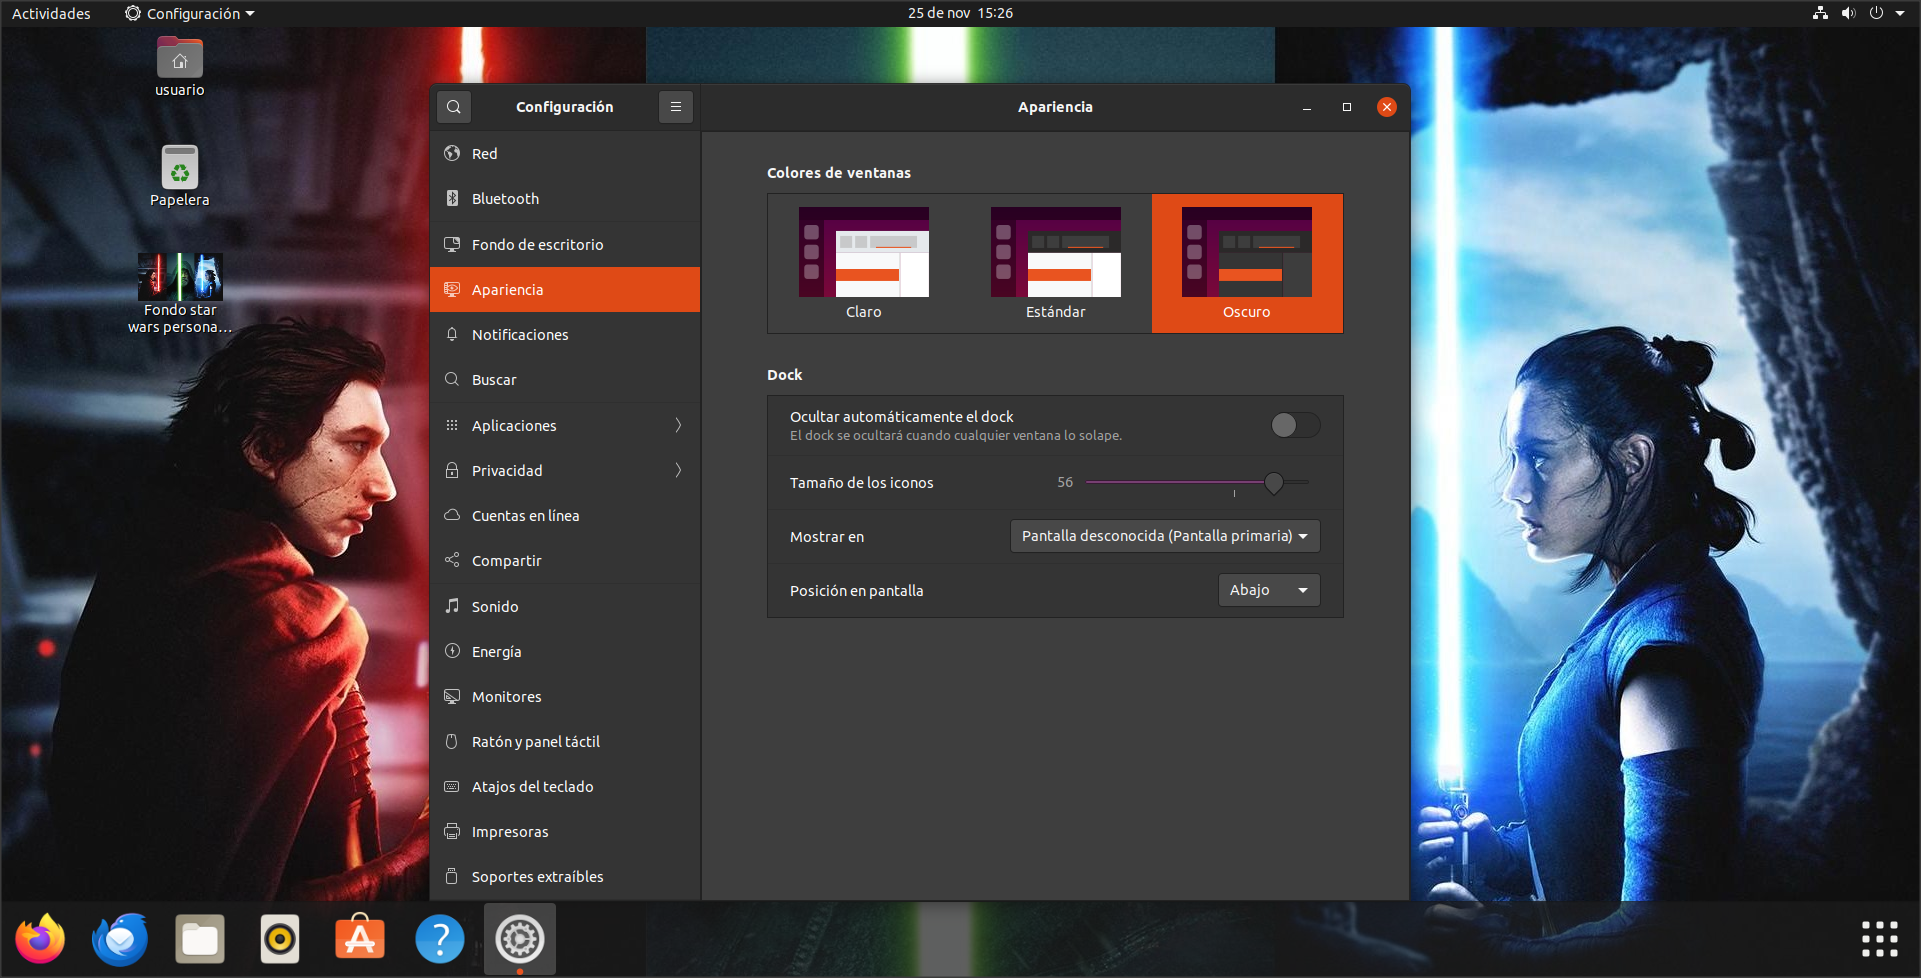 Actividades
Configuración
25 de nov 15:26
usuario
Papelera
Fondo star
wars persona...
Configuración
Red
Bluetooth
Fondo de escritorio
Apariencia
Notificaciones
Buscar
Aplicaciones
Privacidad
Cuentas en línea
Compartir
Sonido
Energía
Monitores
Ratón y panel táctil
Atajos del teclado
Impresoras
Soportes extraíbles
Apariencia
Colores de ventanas
Claro
Estándar
Oscuro
Dock
Ocultar automáticamente el dock
El dock se ocultará cuando cualquier ventana lo solape.
Tamaño de los iconos
56
Mostrar en
Pantalla desconocida (Pantalla primaria)
Posición en pantalla
Abajo